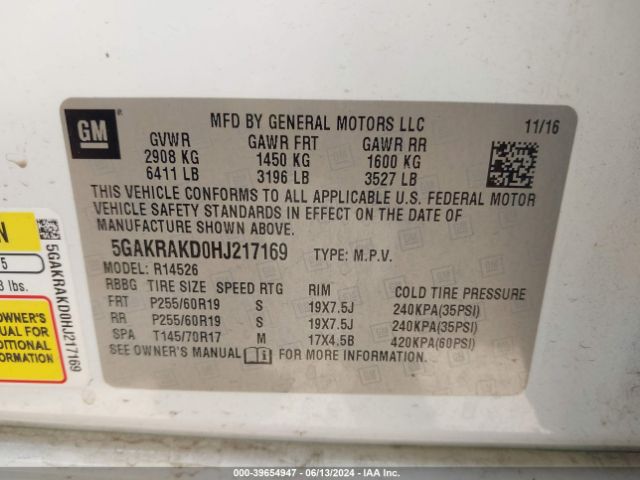 GM
MFD BY GENERAL MOTORS LLC 11/16
GVWR GAWR FRT GAWR RR
2908 KG 1450 KG 1600 KG
6411 LB 3196 LB 3527 LB
THIS VEHICLE CONFORMS TO ALL APPLICABLE U.S. FEDERAL MOTOR
VEHICLE SAFETY STANDARDS IN EFFECT ON THE DATE OF
MANUFACTURE SHOWN ABOVE.
5GAKRAKD0HJ217169 TYPE: M.P.V.
MODEL: R14526
RBBG TIRE SIZE SPEED RTG RIM COLD TIRE PRESSURE
FRT P255/60R19 S 19X7.5J 240KPA(35PSI)
RR P255/60R19 S 19X7.5J 240KPA(35PSI)
SPA T145/70R17 M 17X4.5B 420KPA(60PSI)
SEE OWNER'S MANUAL FOR MORE INFORMATION.
N
5
lbs.
OWNER'S
UAL FOR
DITIONAL
ORMATION
5GAKRAKD0HJ217169
000-39654947 - 06/13/2024 - IAA Inc.